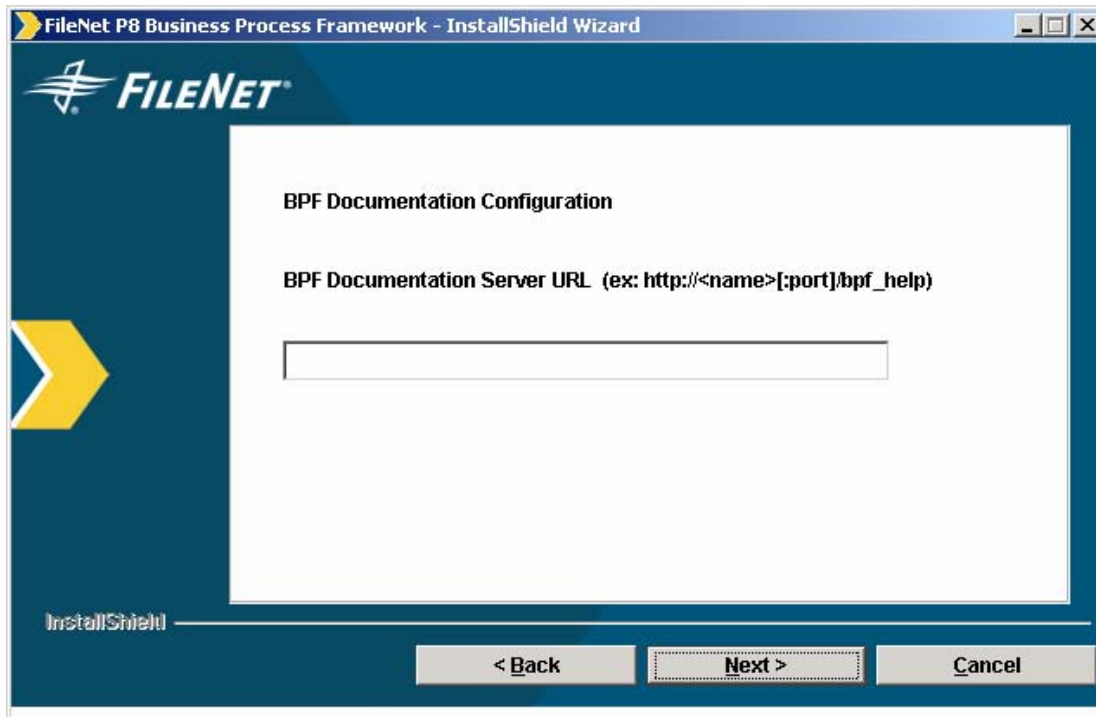 FileNet P8 Business Process Framework - InstallShield Wizard
FILENET
BPF Documentation Configuration
BPF Documentation Server URL (ex: http://<name>[:port]/bpf_help)
InstallShield
< Back
Next >
Cancel